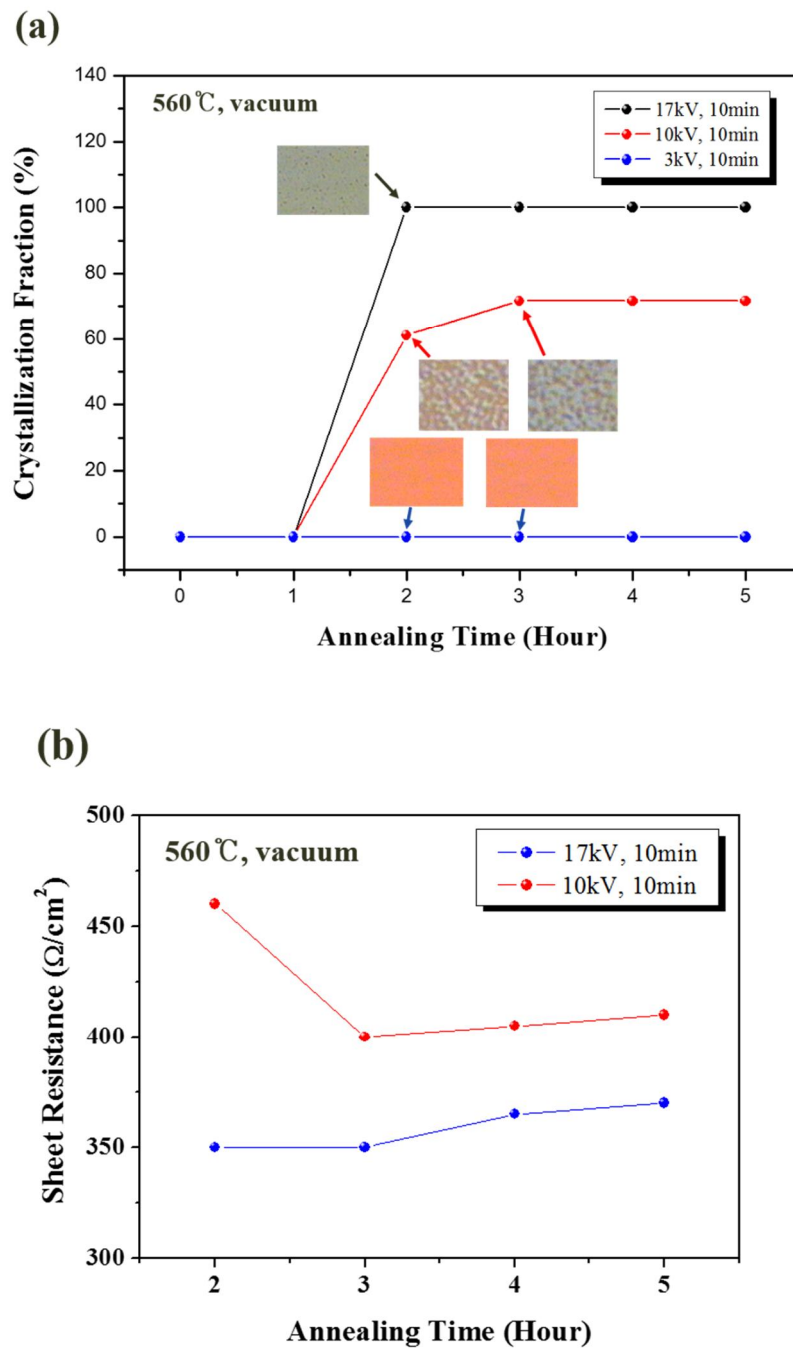 (a)
140
120
100
80
60
40
20
0
Crystallization Fraction (%)
560℃, vacuum
17kV, 10min
10kV, 10min
3kV, 10min
0 1 2 3 4 5
Annealing Time (Hour)
(b)
500
450
400
350
300
Sheet Resistance (Ω/cm²)
560℃, vacuum
17kV, 10min
10kV, 10min
2 3 4 5
Annealing Time (Hour)